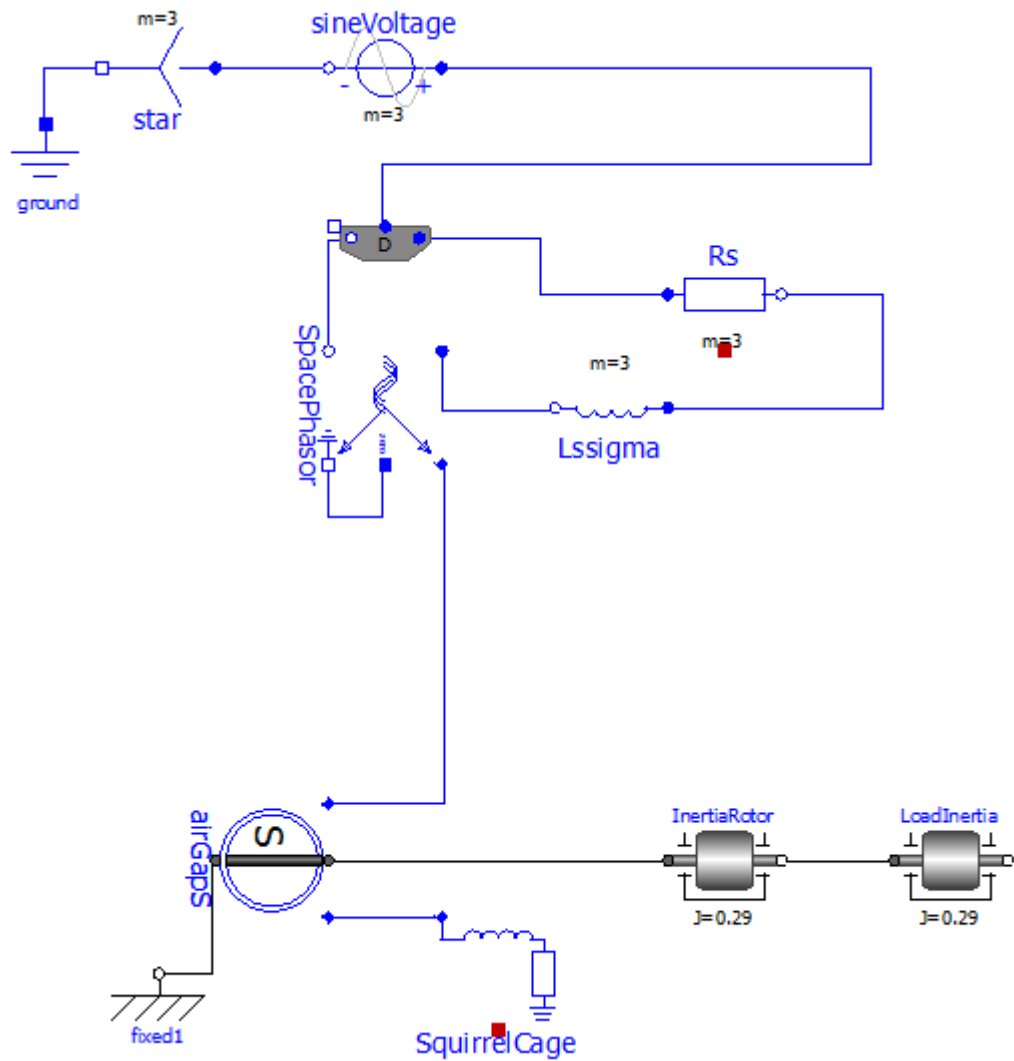 m=3
sineVoltage
- +
m=3
star
ground
D
Rs
m=3
SpacePhasor
m=3
Lssigma
airGapS
S
InertiaRotor
LoadInertia
J=0.29
J=0.29
fixed1
SquirrelCage